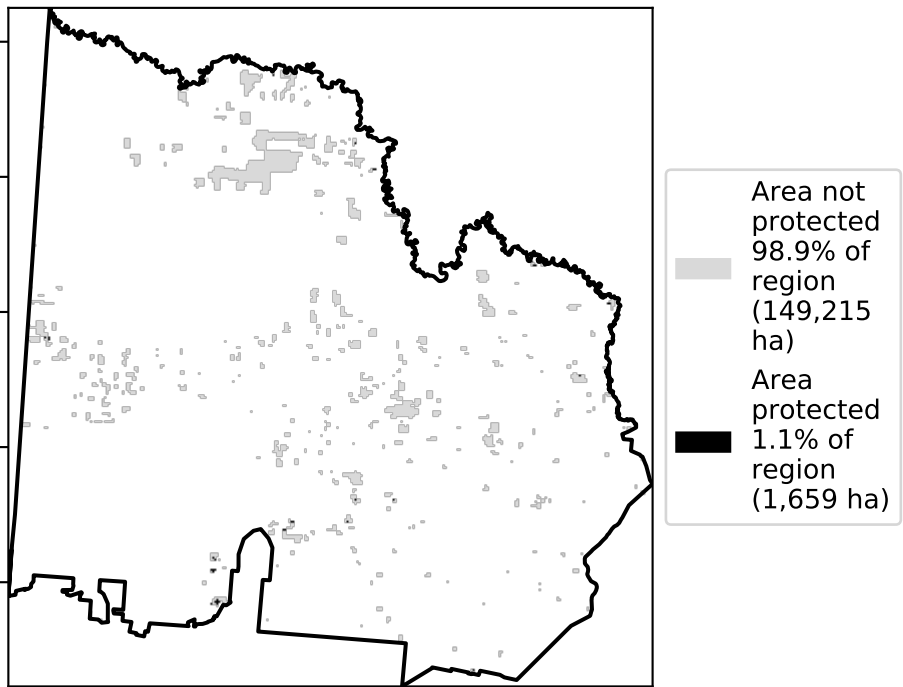 Area not
protected
98.9% of
region
(149,215
ha)
Area
protected
1.1% of
region
(1,659 ha)